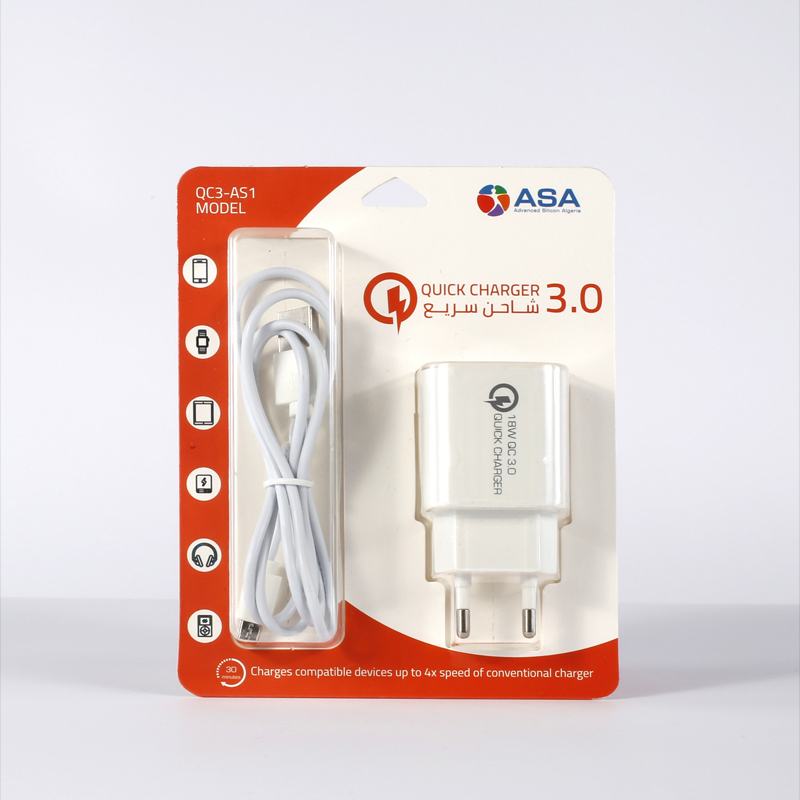 QC3-AS1
MODEL
ASA
Advanced Silicon Algeria
QUICK CHARGER 3.0
شاحن سريع
18W QC 3.0
QUICK CHARGER
30
minutes
Charges compatible devices up to 4x speed of conventional charger